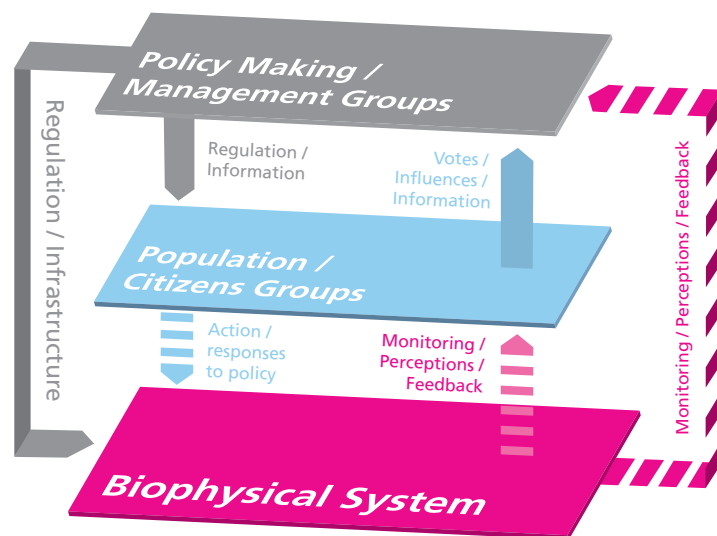 Policy Making /
Management Groups
Regulation / Infrastructure
Regulation /
Information
Votes /
Influences /
Information
Monitoring / Perceptions / Feedback
Population /
Citizens Groups
Action /
responses
to policy
Monitoring /
Perceptions /
Feedback
Biophysical System